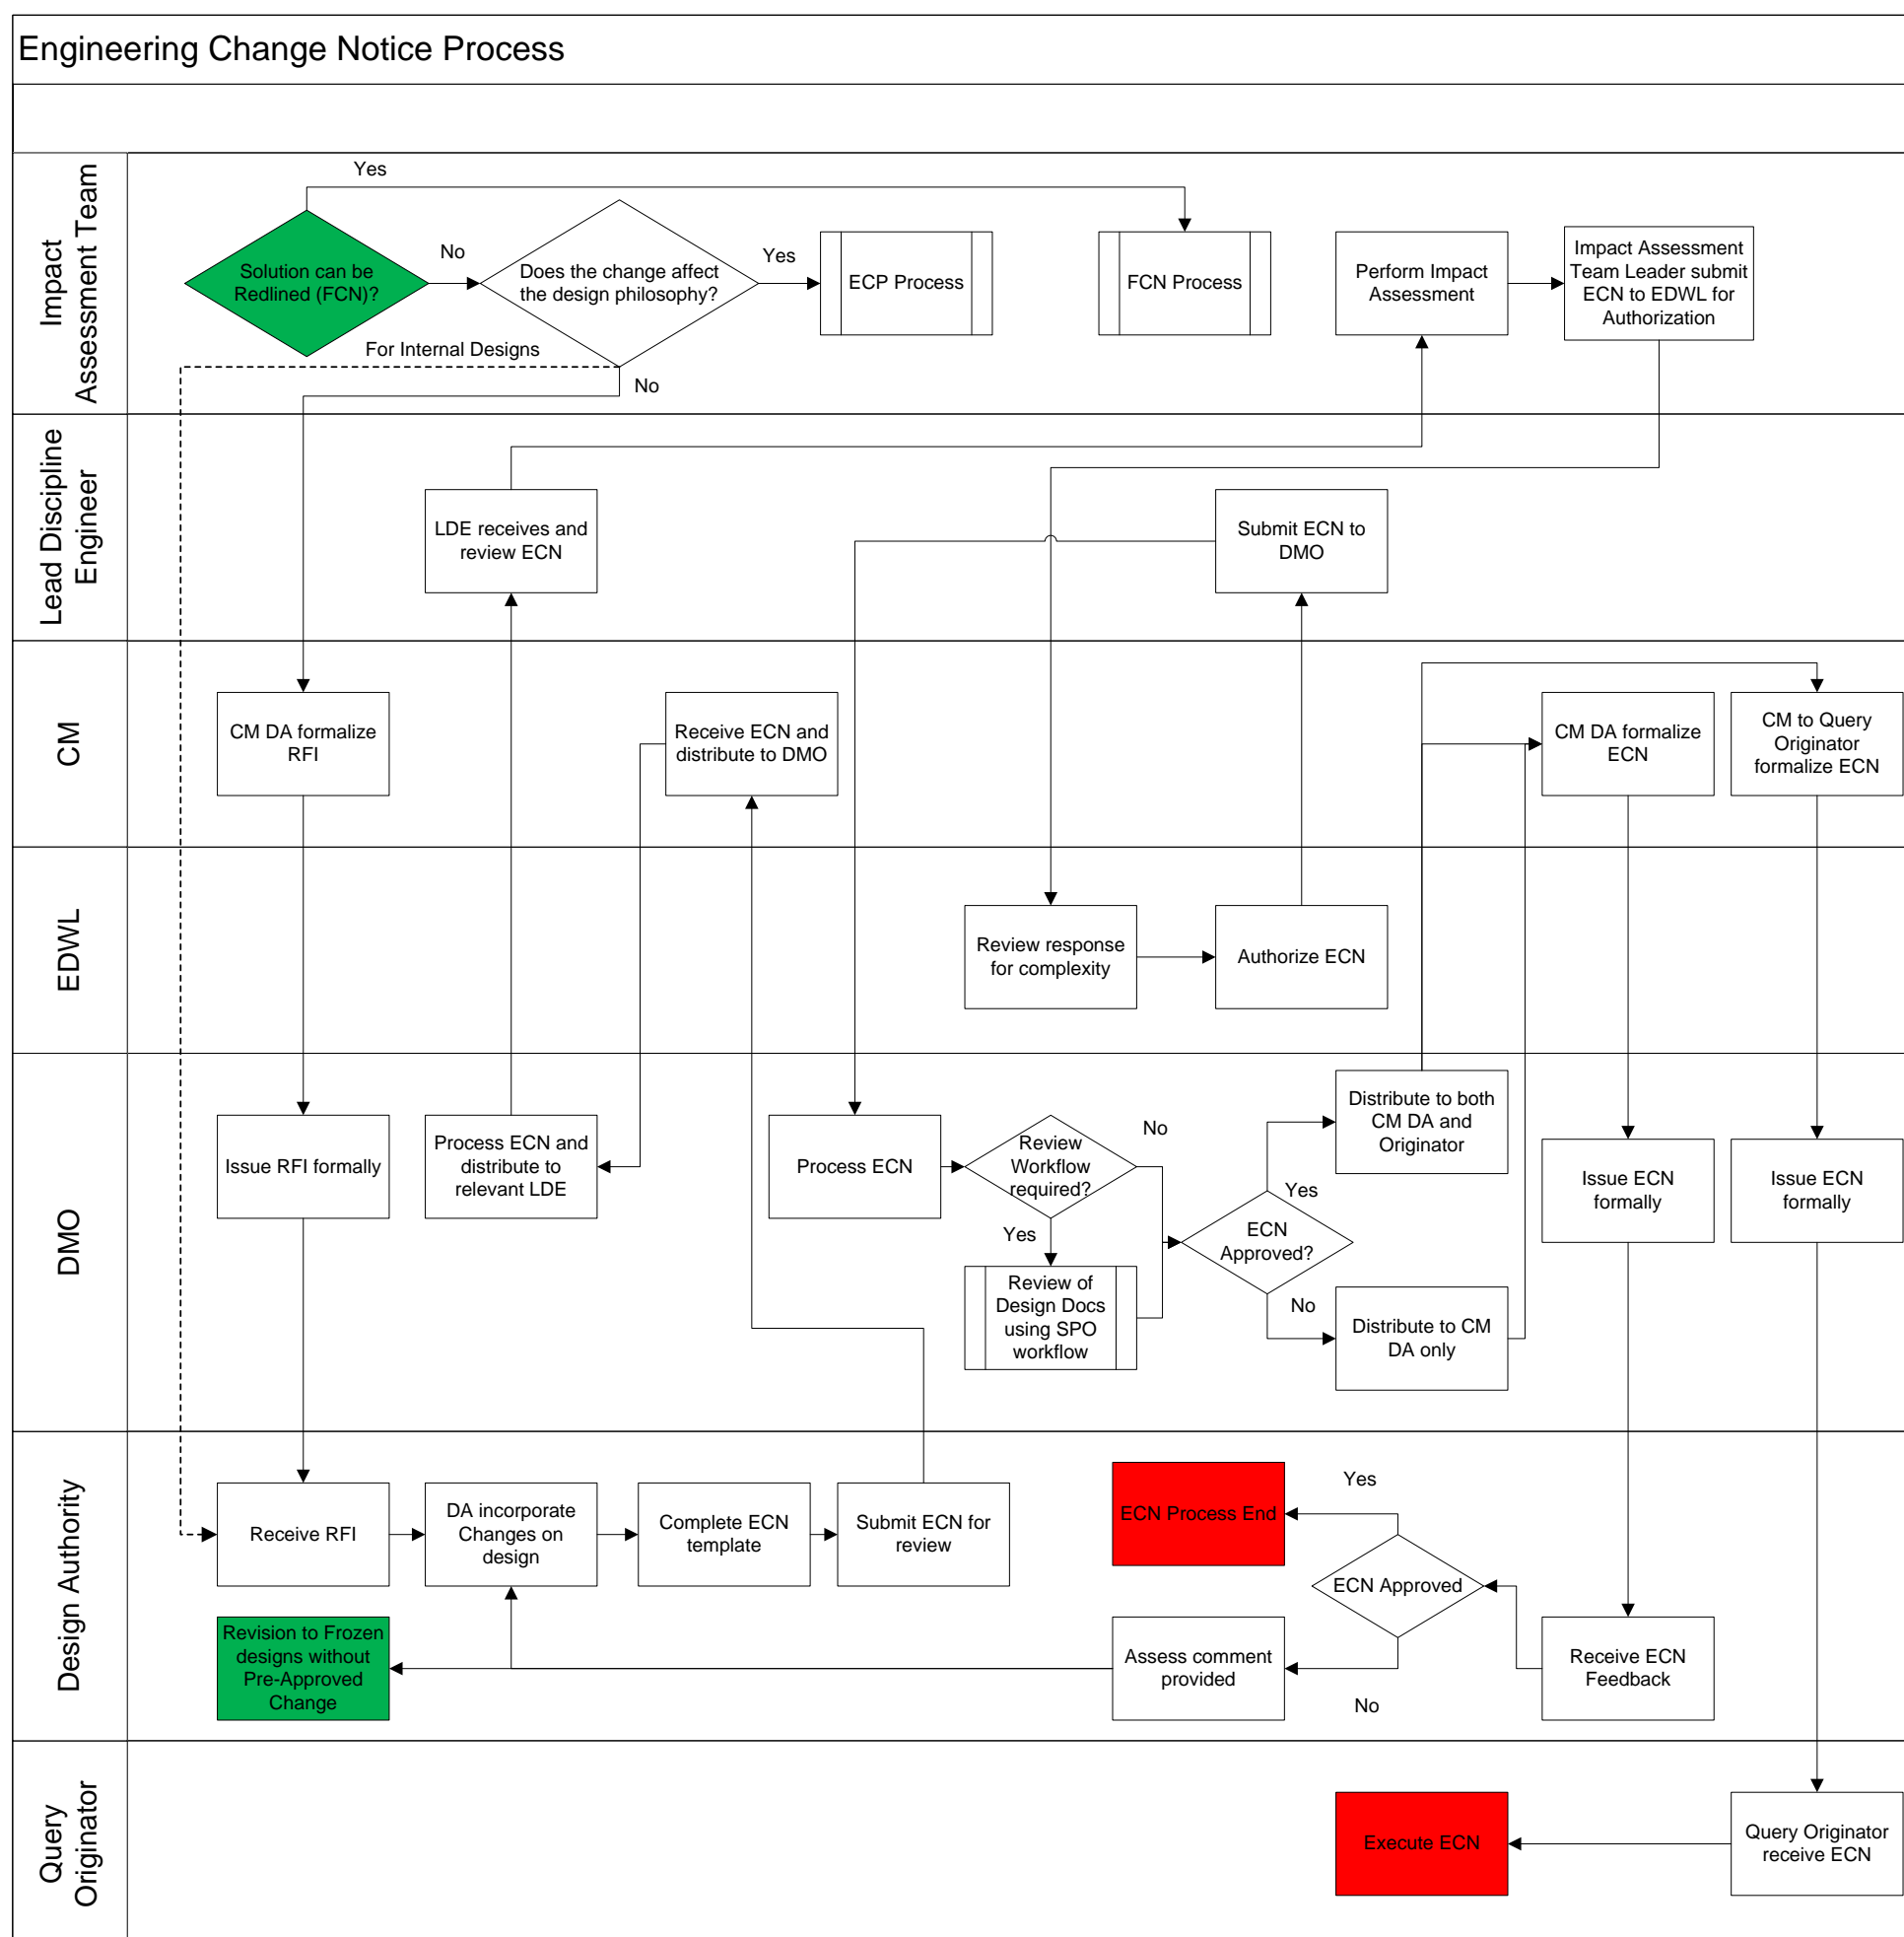 Engineering Change Notice Process
Impact
Assessment Team
Yes
Solution can be
Redlined (FCN)?
No
Does the change affect
the design philosophy?
Yes
ECP Process
FCN Process
Perform Impact
Assessment
Impact Assessment
Team Leader submit
ECN to EDWL for
Authorization
For Internal Designs
No
Lead Discipline
Engineer
LDE receives and
review ECN
Submit ECN to
DMO
CM
CM DA formalize
RFI
Receive ECN and
distribute to DMO
CM DA formalize
ECN
CM to Query
Originator
formalize ECN
EDWL
Review response
for complexity
Authorize ECN
DMO
Issue RFI formally
Process ECN and
distribute to
relevant LDE
Process ECN
Review
Workflow
required?
No
Yes
Review of
Design Docs
using SPO
workflow
ECN
Approved?
Yes
Distribute to both
CM DA and
Originator
No
Distribute to CM
DA only
Issue ECN
formally
Issue ECN
formally
Design Authority
Receive RFI
DA incorporate
Changes on
design
Complete ECN
template
Submit ECN for
review
ECN Process End
Yes
ECN Approved
No
Revision to Frozen
designs without
Pre-Approved
Change
Assess comment
provided
Receive ECN
Feedback
Query
Originator
Execute ECN
Query Originator
receive ECN